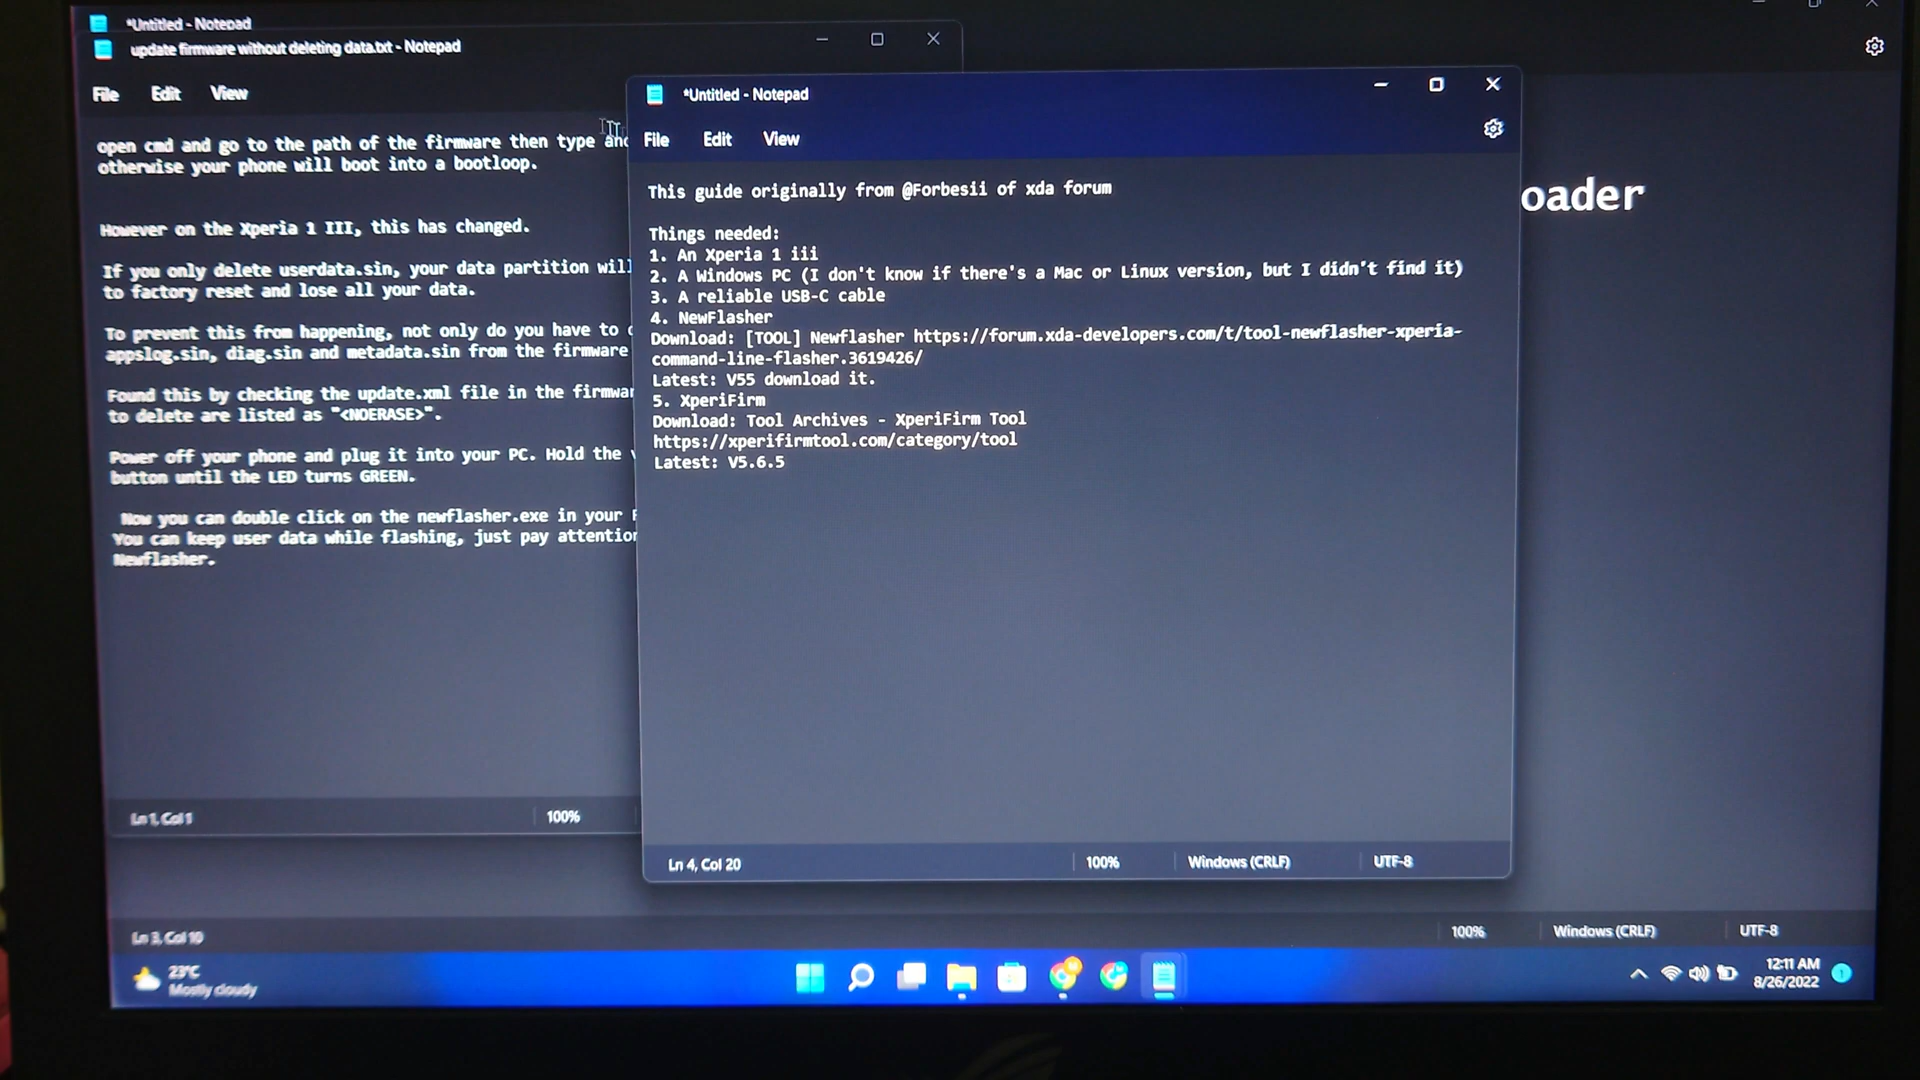 *Untitled - Notepad
update firmware without deleting data.txt - Notepad
File Edit View
open cmd and go to the path of the firmware then type and
otherwise your phone will boot into a bootloop.
However on the Xperia 1 III, this has changed.
If you only delete userdata.sin, your data partition will
to factory reset and lose all your data.
To prevent this from happening, not only do you have to
appslog.sin, diag.sin and metadata.sin from the firmware
Found this by checking the update.xml file in the
to delete are listed as "<NOERASE>".
Power off your phone and plug it into your PC. Hold the
button until the LED turns GREEN.
Now you can double click on the newflasher.exe in your
You can keep user data while flashing, just pay
Newflasher.
Ln 1, Col 1 100%
*Untitled - Notepad
File Edit View
This guide originally from @Forbesii of xda forum
Things needed:
1. An Xperia 1 iii
2. A Windows PC (I don't know if there's a Mac or Linux version, but I didn't find it)
3. A reliable USB-C cable
4. NewFlasher
Download: [TOOL] Newflasher https://forum.xda-developers.com/t/tool-newflasher-xperia-
command-line-flasher.3619426/
Latest: V55 download it.
5. XperiFirm
Download: Tool Archives - XperiFirm Tool
https://xperifirmtool.com/category/tool
Latest: V5.6.5
Ln 4, Col 20 100% Windows (CRLF) UTF-8
oader
Ln 3, Col 10 100% Windows (CRLF) UTF-8
23°C
Mostly cloudy
12:11 AM
8/26/2022
1